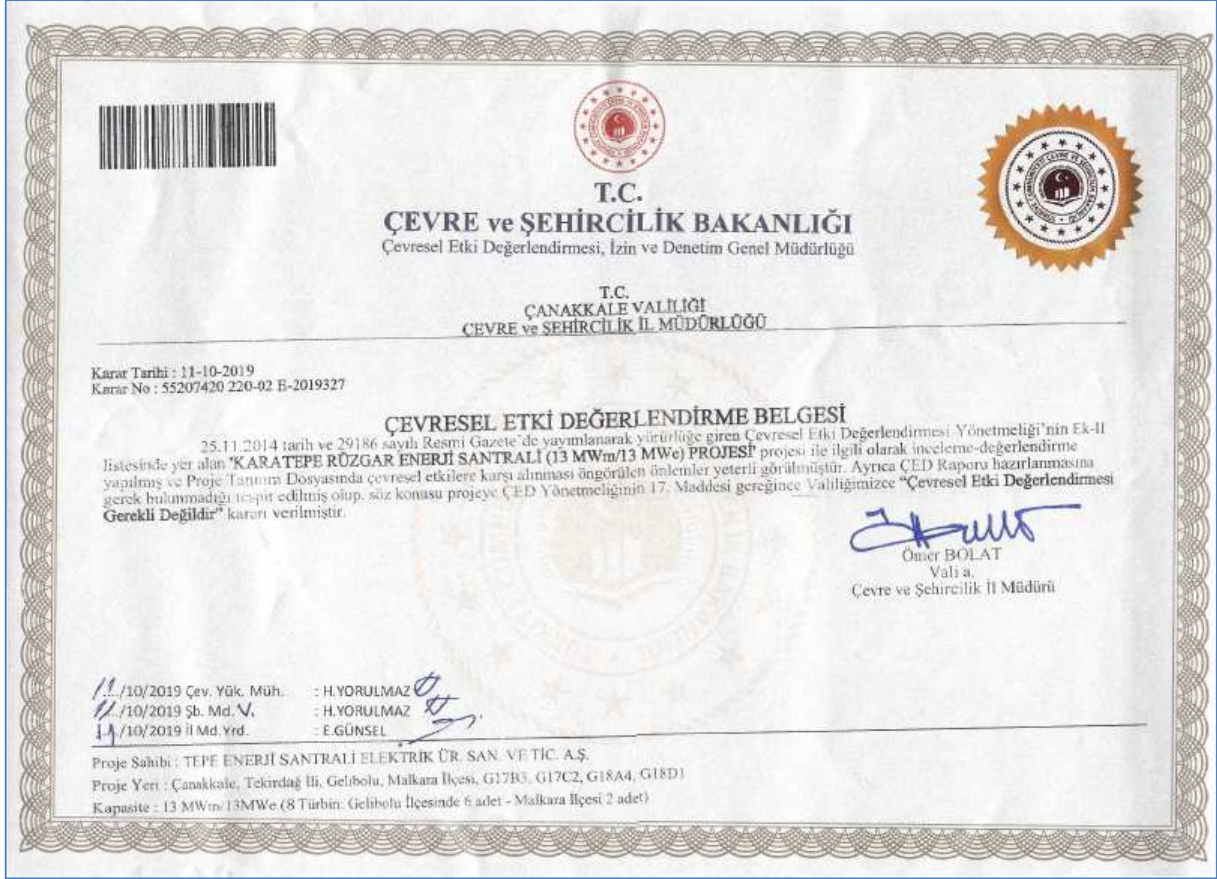 T.C.
ÇEVRE ve ŞEHİRCİLİK BAKANLIĞI
Çevresel Etki Değerlendirmesi, İzin ve Denetim Genel Müdürlüğü
T.C.
ÇANAKKALE VALİLİĞİ
ÇEVRE ve ŞEHİRCİLİK İL MÜDÜRLÜĞÜ
Karar Tarihi : 11-10-2019
Karar No : 55207420 220-02 E-2019327
ÇEVRESEL ETKİ DEĞERLENDİRME BELGESİ
25.11.2014 tarih ve 29186 sayılı Resmi Gazete'de yayımlanarak yürürlüğe giren Çevresel Etki Değerlendirmesi Yönetmeliği'nin Ek-II
listesinde yer alan "KARATEPE RÜZGAR ENERJİ SANTRALİ (13 MWm/13 MWe) PROJESİ" projesi ile ilgili olarak inceleme-değerlendirme
yapılmış ve Proje Tanıtım Dosyasında çevresel etkilere karşı alınması öngörülen önlemler yeterli görülmüştür. Ayrıca ÇED Raporu hazırlanmasına
gerek bulunmadığı tespit edilmiş olup, söz konusu projeye ÇED Yönetmeliğinin 17. Maddesi gereğince Valiliğimizce "Çevresel Etki Değerlendirmesi
Gerekli Değildir" kararı verilmiştir.
Ömer BOLAT
Vali a.
Çevre ve Şehircilik İl Müdürü
11/10/2019 Çev. Yük. Müh. : H.YORULMAZ
11/10/2019 Şb. Md. V. : H.YORULMAZ
11/10/2019 İl Md.Yrd. : E.GÜNSEL
Proje Sahibi : TEPE ENERJİ SANTRALİ ELEKTRİK ÜR. SAN. VE TİC. A.Ş.
Proje Yeri : Çanakkale, Tekirdağ İli, Gelibolu, Malkara İlçesi, G17B3, G17C2, G18A4, G18D1
Kapasite : 13 MWm/13MWe (8 Türbin: Gelibolu İlçesinde 6 adet - Malkara İlçesi 2 adet)